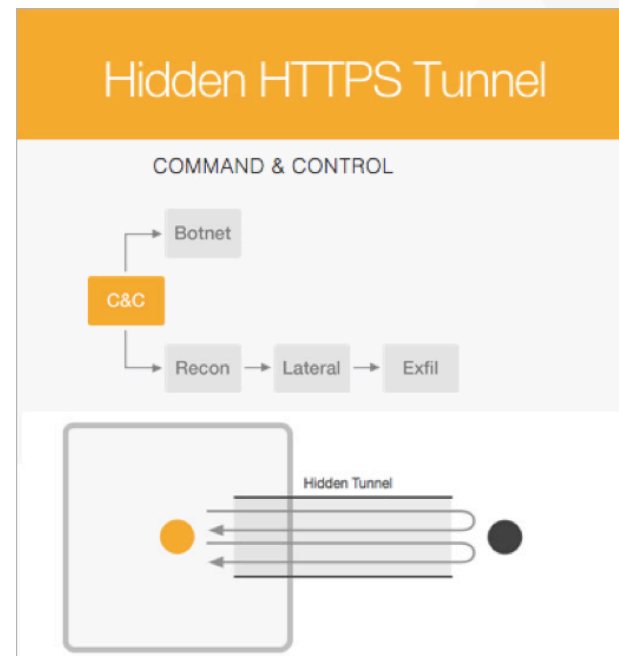 Hidden HTTPS Tunnel
COMMAND & CONTROL
Botnet
C&C
Recon
Lateral
Exfil
Hidden Tunnel